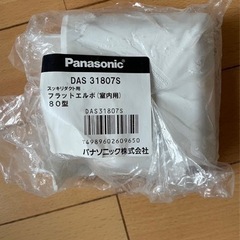 Panasonic
DAS 31807S
スッキリダクト用
フラットエルボ(室内用)
80型
DAS31807S
4989602609650
パナソニック株式会社